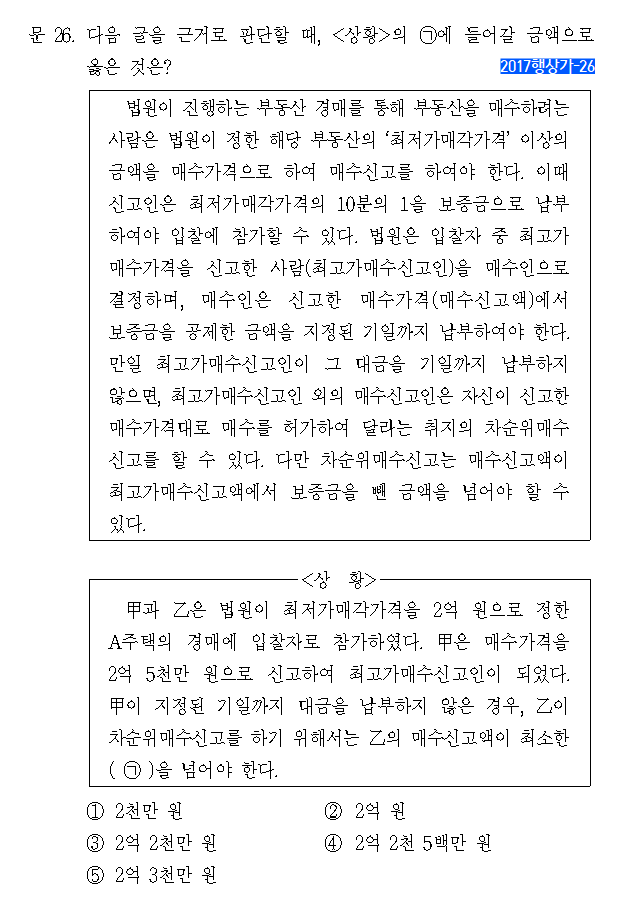 문 26. 다음 글을 근거로 판단할 때, <상황>의 ㉠에 들어갈 금액으로
옳은 것은?
2017행상가-26
법원이 진행하는 부동산 경매를 통해 부동산을 매수하려는
사람은 법원이 정한 해당 부동산의 ‘최저가매각가격’ 이상의
금액을 매수가격으로 하여 매수신고를 하여야 한다. 이때
신고인은 최저가매각가격의 10분의 1을 보증금으로 납부
하여야 입찰에 참가할 수 있다. 법원은 입찰자 중 최고가
매수가격을 신고한 사람(최고가매수신고인)을 매수인으로
결정하며, 매수인은 신고한 매수가격(매수신고액)에서
보증금을 공제한 금액을 지정된 기일까지 납부하여야 한다.
만일 최고가매수신고인이 그 대금을 기일까지 납부하지
않으면, 최고가매수신고인 외의 매수신고인은 자신이 신고한
매수가격대로 매수를 허가하여 달라는 취지의 차순위매수
신고를 할 수 있다. 다만 차순위매수신고는 매수신고액이
최고가매수신고액에서 보증금을 뺀 금액을 넘어야 할 수
있다.
<상 황>
甲과 乙은 법원이 최저가매각가격을 2억 원으로 정한
A주택의 경매에 입찰자로 참가하였다. 甲은 매수가격을
2억 5천만 원으로 신고하여 최고가매수신고인이 되었다.
甲이 지정된 기일까지 대금을 납부하지 않은 경우, 乙이
차순위매수신고를 하기 위해서는 乙의 매수신고액이 최소한
( ㉠ )을 넘어야 한다.
① 2천만 원 ② 2억 원
③ 2억 2천만 원 ④ 2억 2천 5백만 원
⑤ 2억 3천만 원